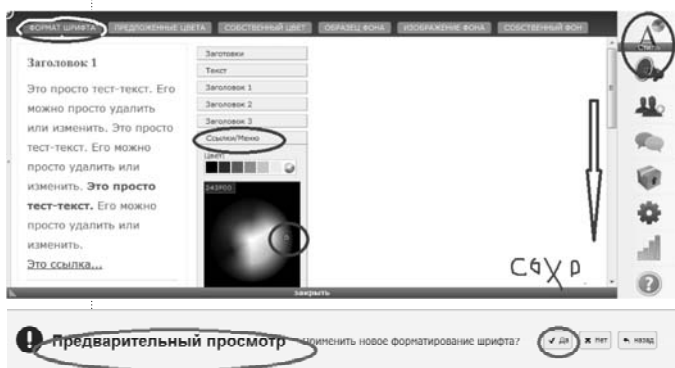 ФОРМАТ ШРИФТА ПРЕДЛОЖЕННЫЕ ЦВЕТА СОБСТВЕННЫЙ ЦВЕТ ОБРАЗЕЦ ФОНА ИЗОБРАЖЕНИЕ ФОНА СОБСТВЕННЫЙ ФОН
Стиль
Заголовок 1
Это просто тест-текст. Его
можно просто удалить
или изменить. Это просто
тест-текст. Его можно
просто удалить или
изменить. Это просто
тест-текст. Его можно
просто удалить или
изменить.
Это ссылка...
Заготовки
Текст
Заголовок 1
Заголовок 2
Заголовок 3
Ссылки/Меню
Цвет:
сохр
закрыть
Предварительный просмотр Применить новое форматирование шрифта? Да Нет назад